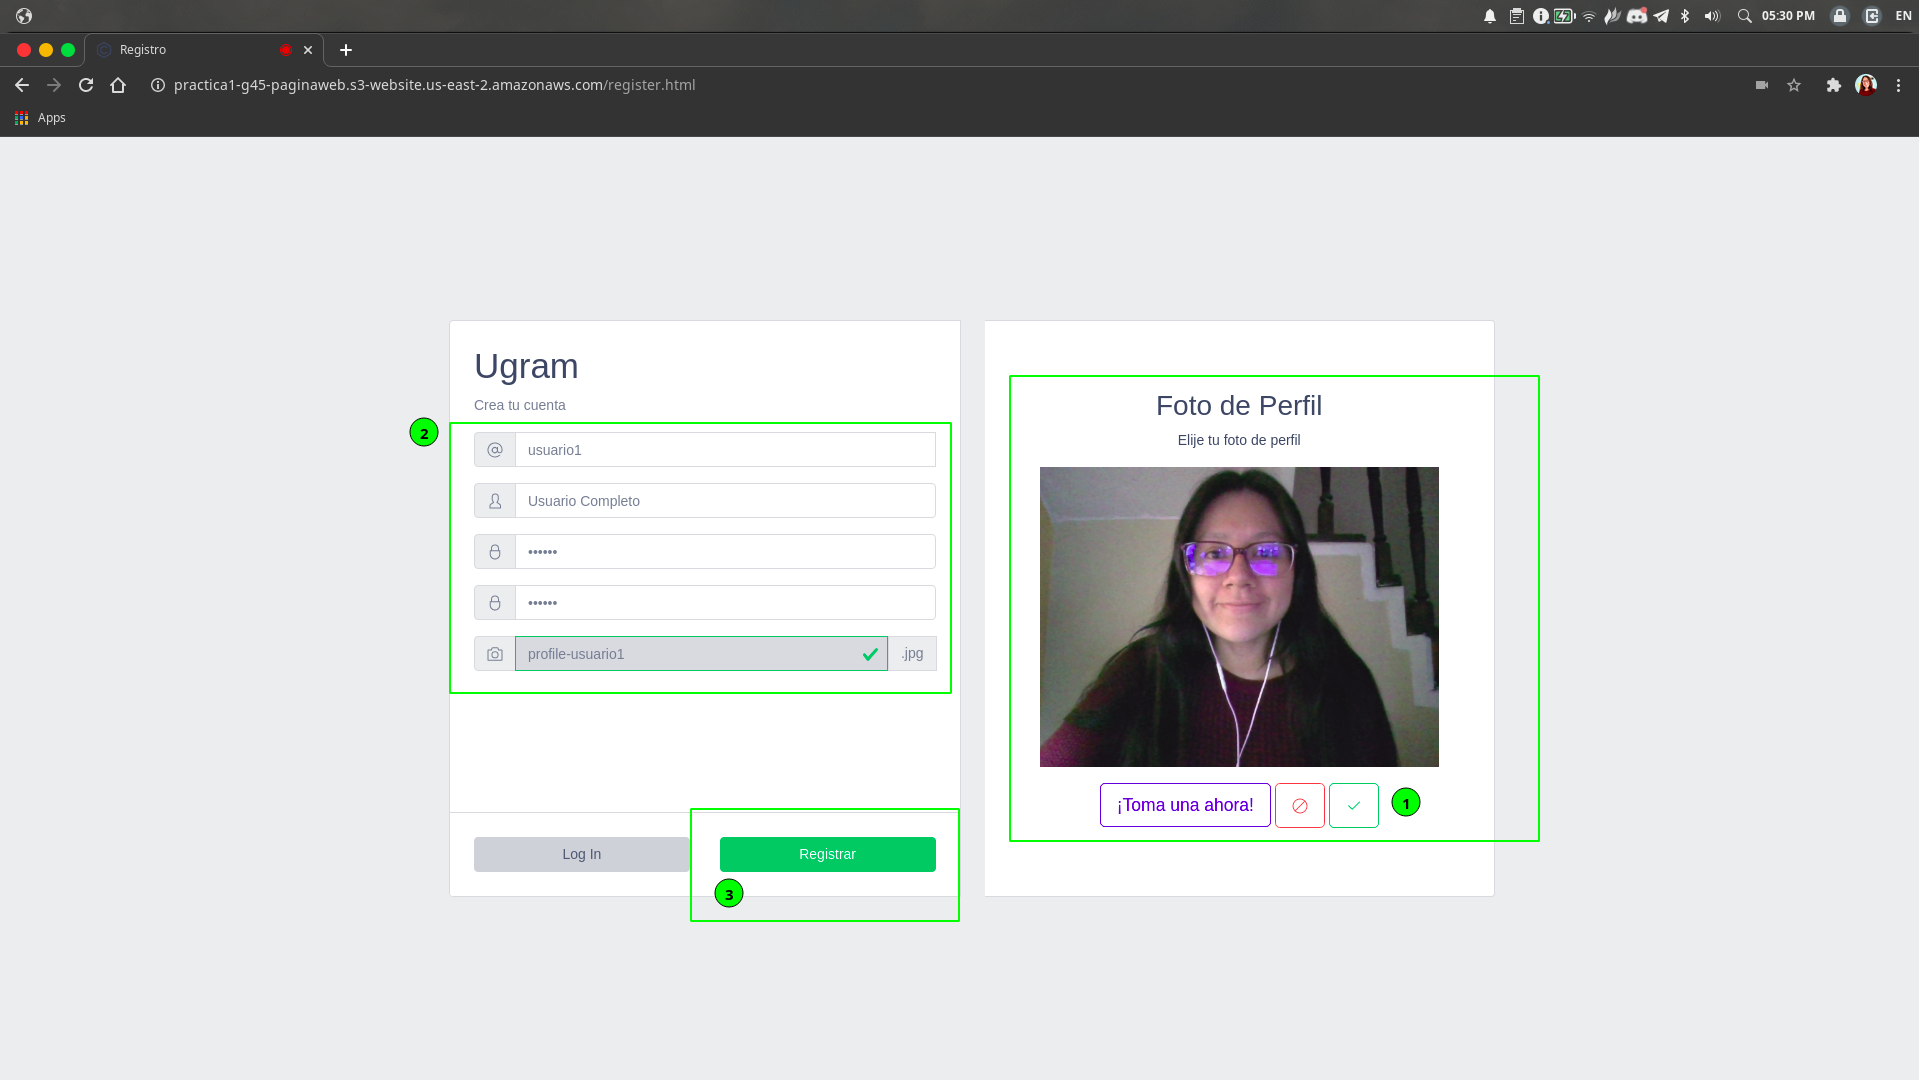 05:30 PM
EN
Registro
practica1-g45-paginaweb.s3-website.us-east-2.amazonaws.com/register.html
Apps
Ugram
Crea tu cuenta
2
usuario1
Usuario Completo
••••••
••••••
profile-usuario1
.jpg
Log In
Registrar
3
Foto de Perfil
Elije tu foto de perfil
¡Toma una ahora!
1